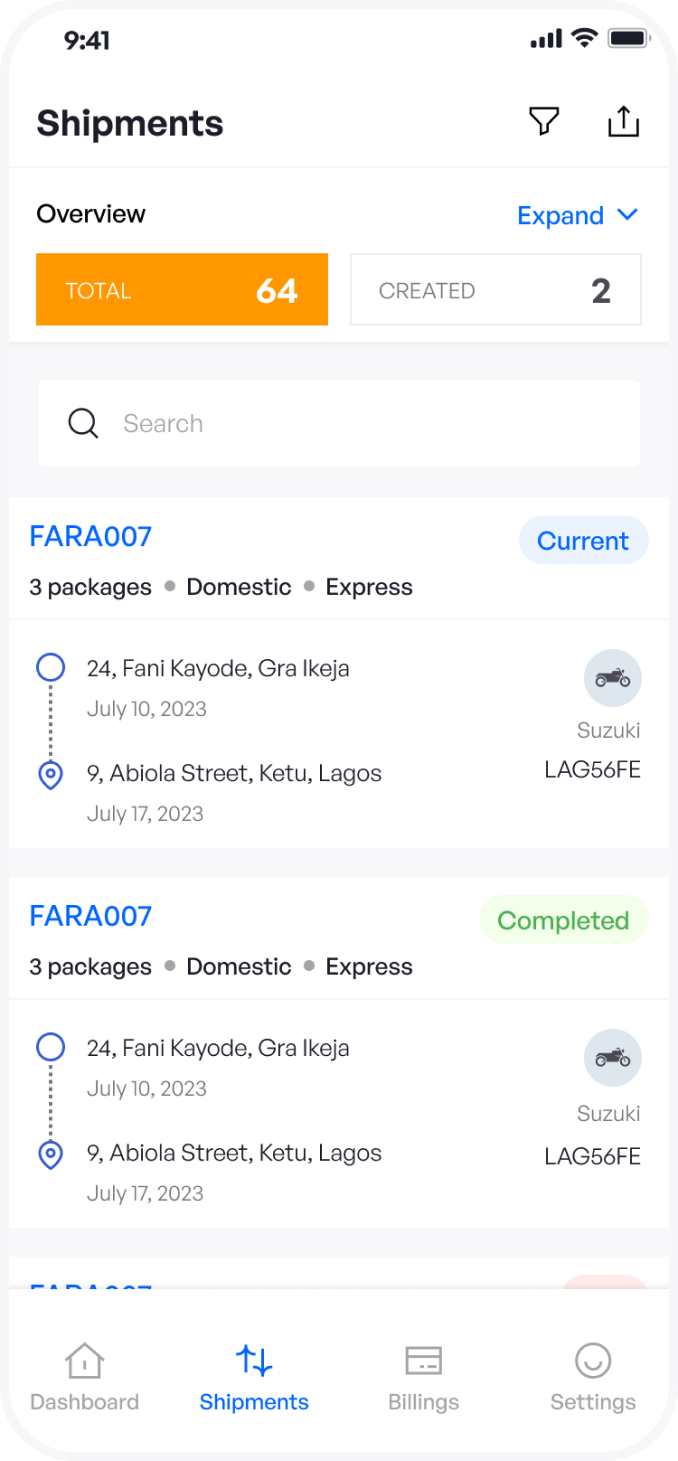 9:41
Shipments
Overview
Expand
TOTAL 64
CREATED 2
Search
FARA007
Current
3 packages • Domestic • Express
24, Fani Kayode, Gra Ikeja
July 10, 2023
Suzuki
9, Abiola Street, Ketu, Lagos
LAG56FE
July 17, 2023
FARA007
Completed
3 packages • Domestic • Express
24, Fani Kayode, Gra Ikeja
July 10, 2023
Suzuki
9, Abiola Street, Ketu, Lagos
LAG56FE
July 17, 2023
Dashboard
Shipments
Billings
Settings